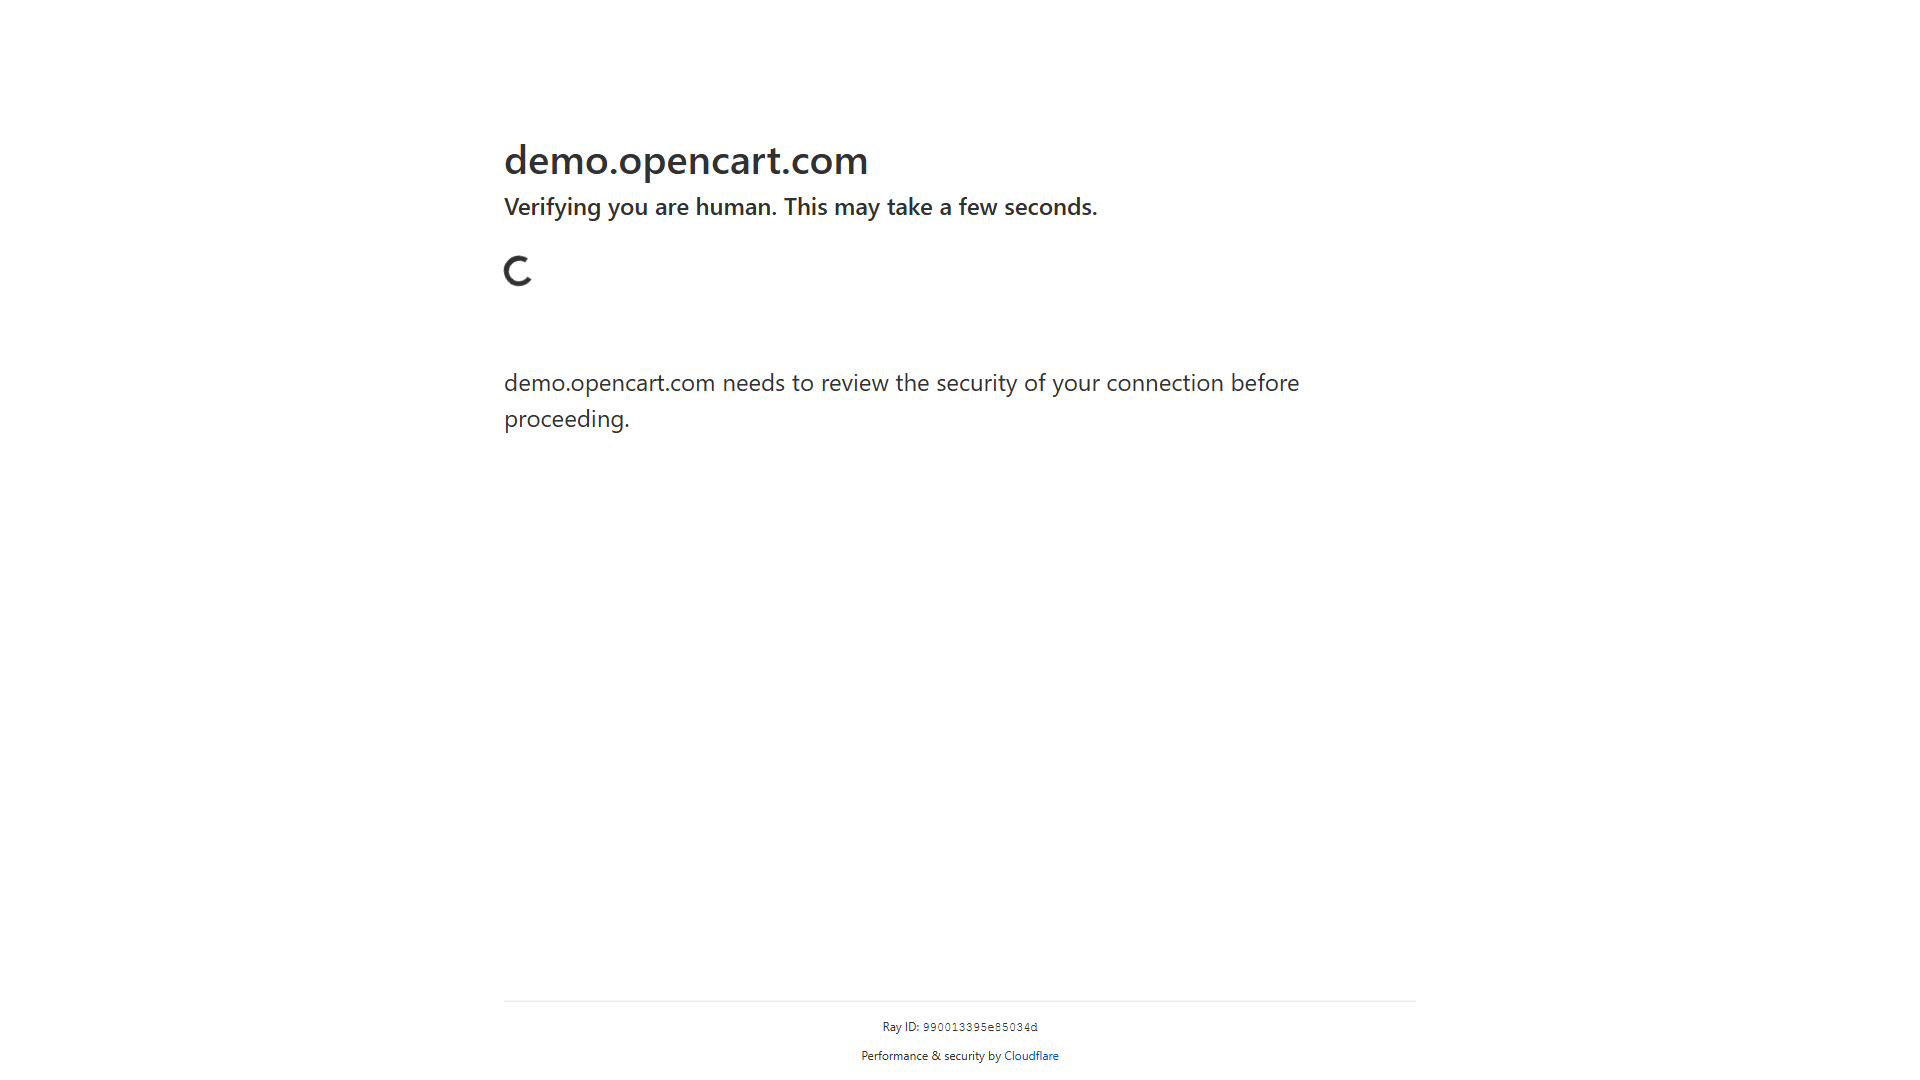 demo.opencart.com
Verifying you are human. This may take a few seconds.
demo.opencart.com needs to review the security of your connection before
proceeding.
Ray ID: 990013395e85034d
Performance & security by Cloudflare